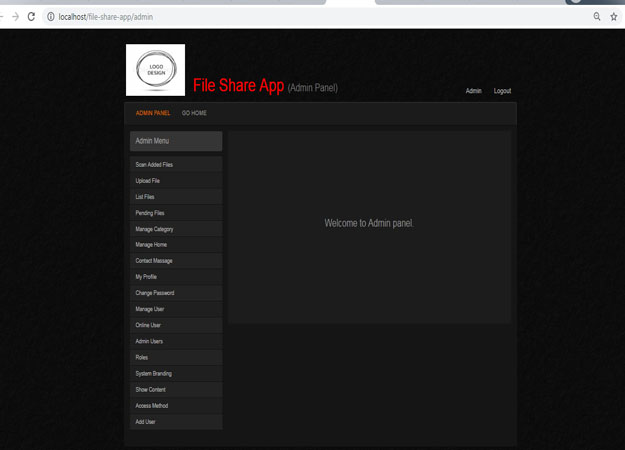 localhost/file-share-app/admin
LOGO
DESIGN
File Share App (Admin Panel)
Admin Logout
ADMIN PANEL GO HOME
Admin Menu
Scan Added Files
Upload File
List Files
Pending Files
Manage Category
Manage Home
Contact Massage
My Profile
Change Password
Manage User
Online User
Admin Users
Roles
System Branding
Show Content
Access Method
Add User
Welcome to Admin panel.